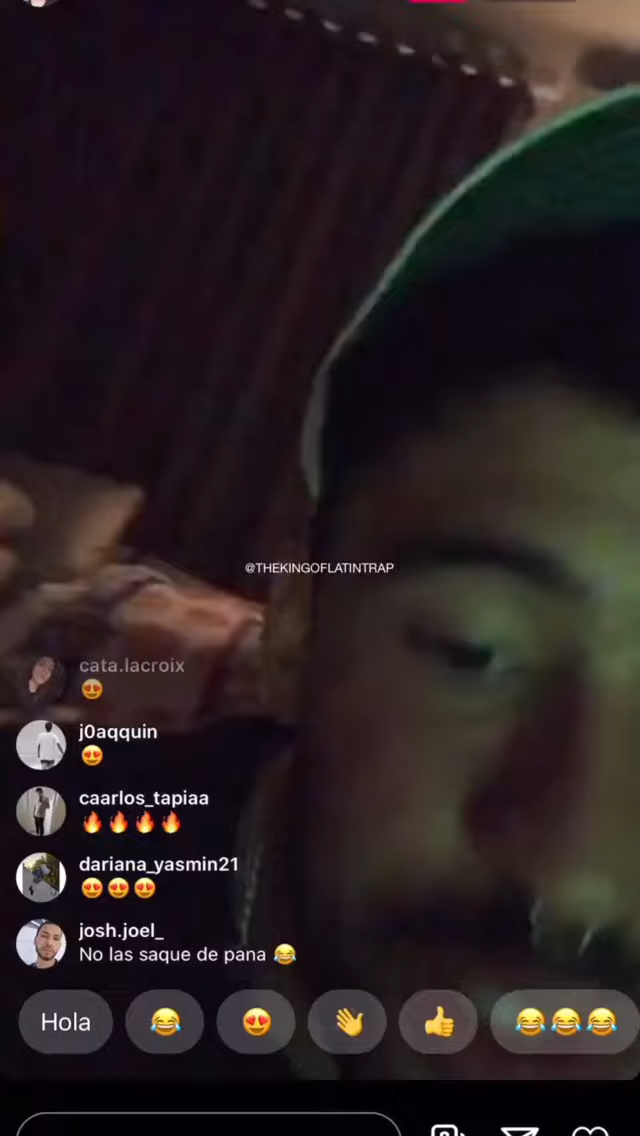 @THEKINGOFLATINTRAP
cata.lacroix
😍
j0aqquin
😍
caarlos_tapiaa
🔥🔥🔥🔥
dariana_yasmin21
😍😍😍
josh.joel_
No las saque de pana 😂
Hola 😂 😍 👋 👍 😂😂😂